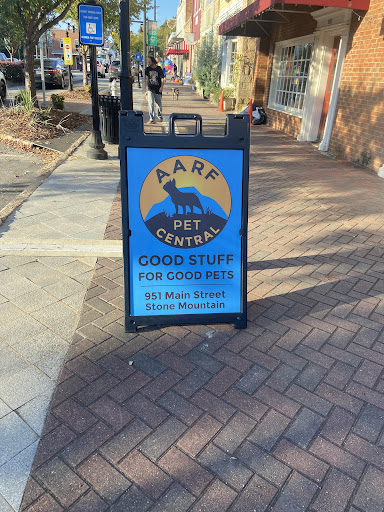 AARF
PET
CENTRAL
GOOD STUFF
FOR GOOD PETS
951 Main Street
Stone Mountain